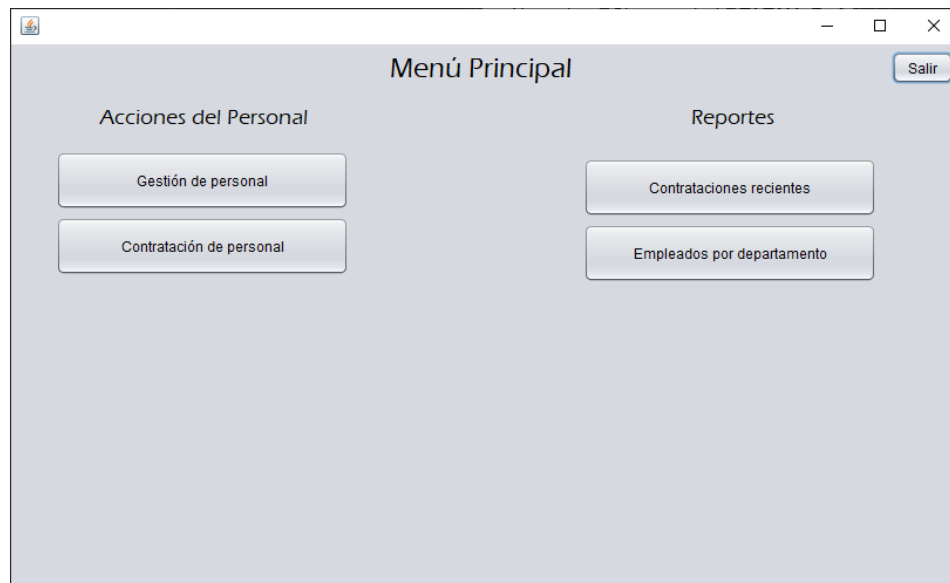 Menú Principal
Salir
Acciones del Personal
Reportes
Gestión de personal
Contrataciones recientes
Contratación de personal
Empleados por departamento